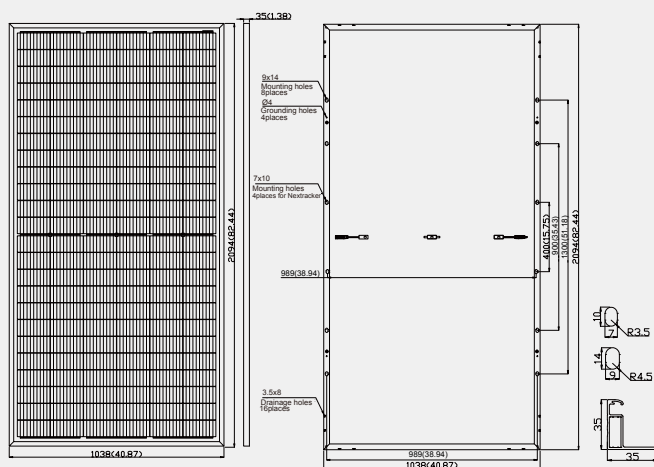 35(1.38)
2094(82.44)
1038(40.87)
9x14
Mounting holes
8places
Ø4
Grounding holes
4places
7x10
Mounting holes
4places for Nextracker
989(38.94)
3.5x8
Drainage holes
16places
400(15.75)
900(35.43)
1300(51.18)
2094(82.44)
989(38.94)
1038(40.87)
10
7
R3.5
14
9
R4.5
35
35